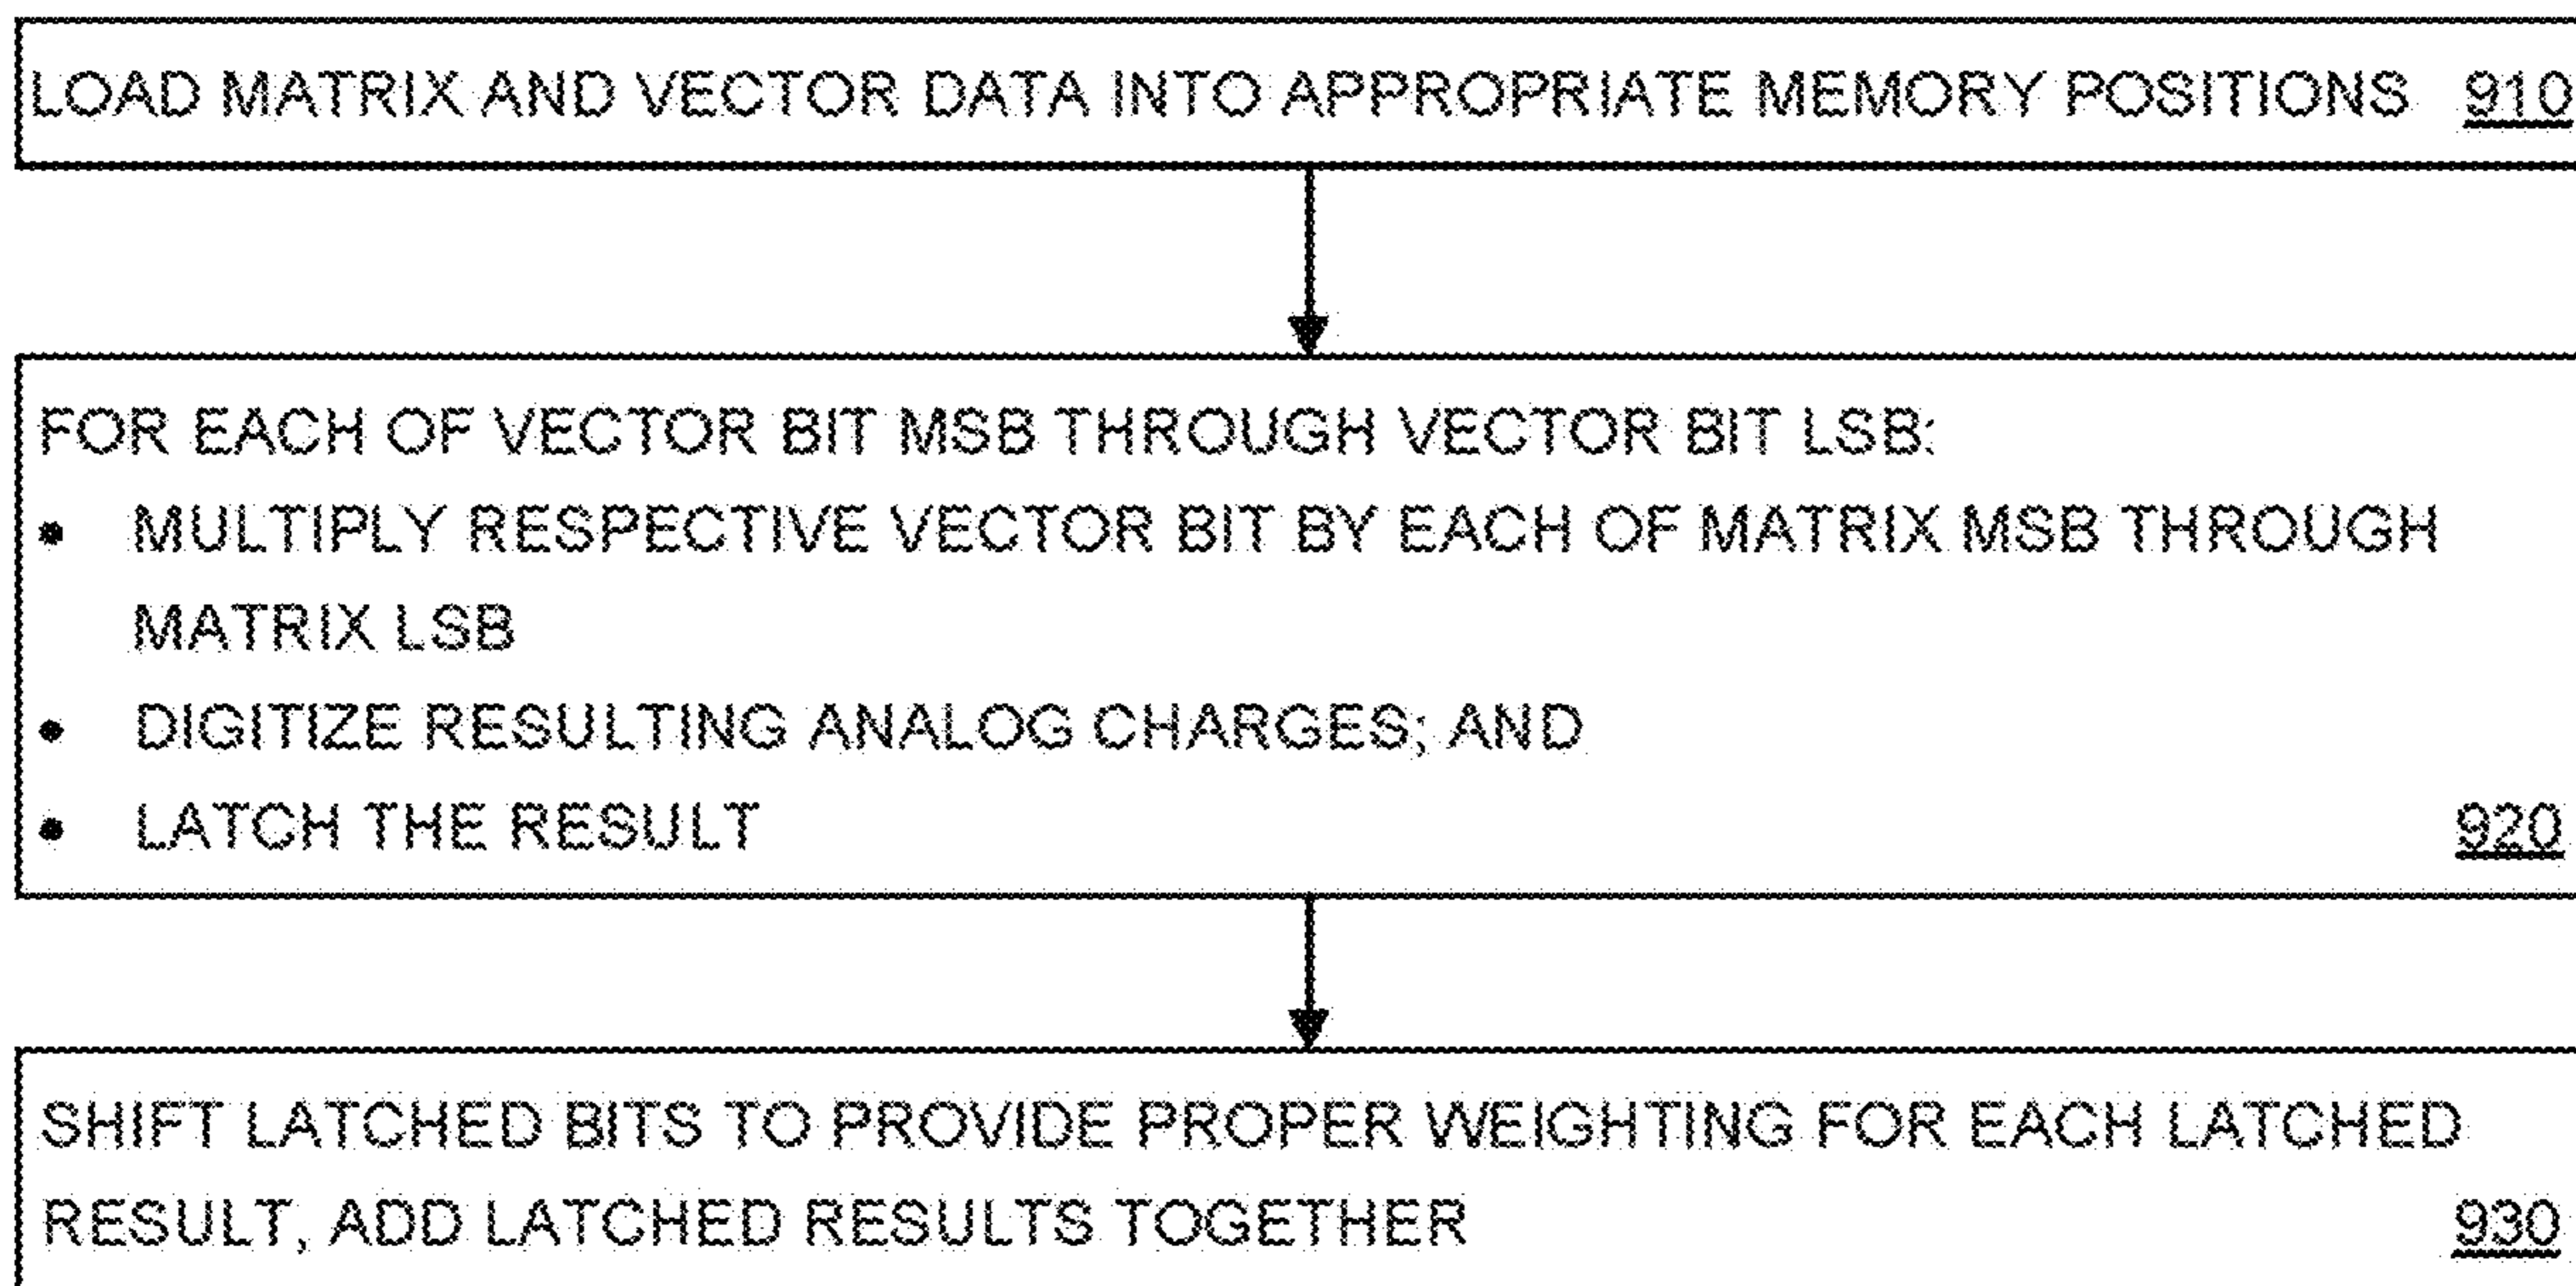 LOAD MATRIX AND VECTOR DATA INTO APPROPRIATE MEMORY POSITIONS 910
FOR EACH OF VECTOR BIT MSB THROUGH VECTOR BIT LSB:
• MULTIPLY RESPECTIVE VECTOR BIT BY EACH OF MATRIX MSB THROUGH
MATRIX LSB
• DIGITIZE RESULTING ANALOG CHARGES; AND
• LATCH THE RESULT 920
SHIFT LATCHED BITS TO PROVIDE PROPER WEIGHTING FOR EACH LATCHED
RESULT, ADD LATCHED RESULTS TOGETHER 930